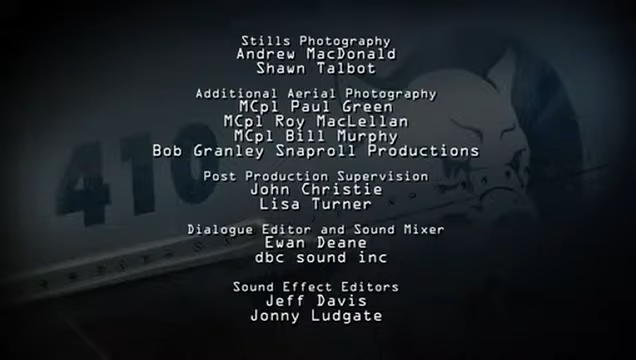 Stills Photography
Andrew MacDonald
Shawn Talbot
Additional Aerial Photography
MCpl Paul Green
MCpl Roy MacLellan
MCpl Bill Murphy
Bob Granley Snaproll Productions
Post Production Supervision
John Christie
Lisa Turner
Dialogue Editor and Sound Mixer
Ewan Deane
dbc sound inc
Sound Effect Editors
Jeff Davis
Jonny Ludgate
410